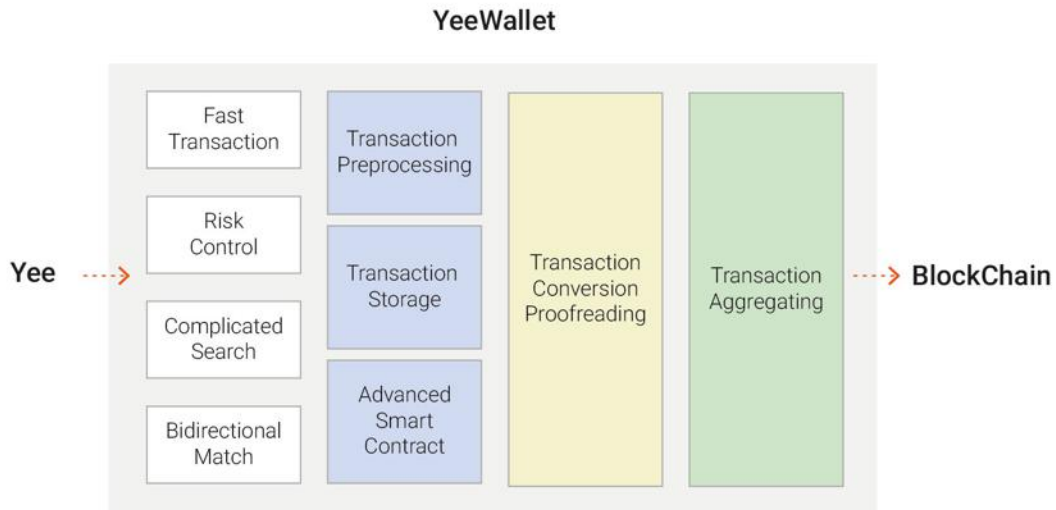 YeeWallet
Fast
Transaction
Risk
Control
Complicated
Search
Bidirectional
Match
Transaction
Preprocessing
Transaction
Storage
Advanced
Smart
Contract
Transaction
Conversion
Proofreading
Transaction
Aggregating
Yee
BlockChain